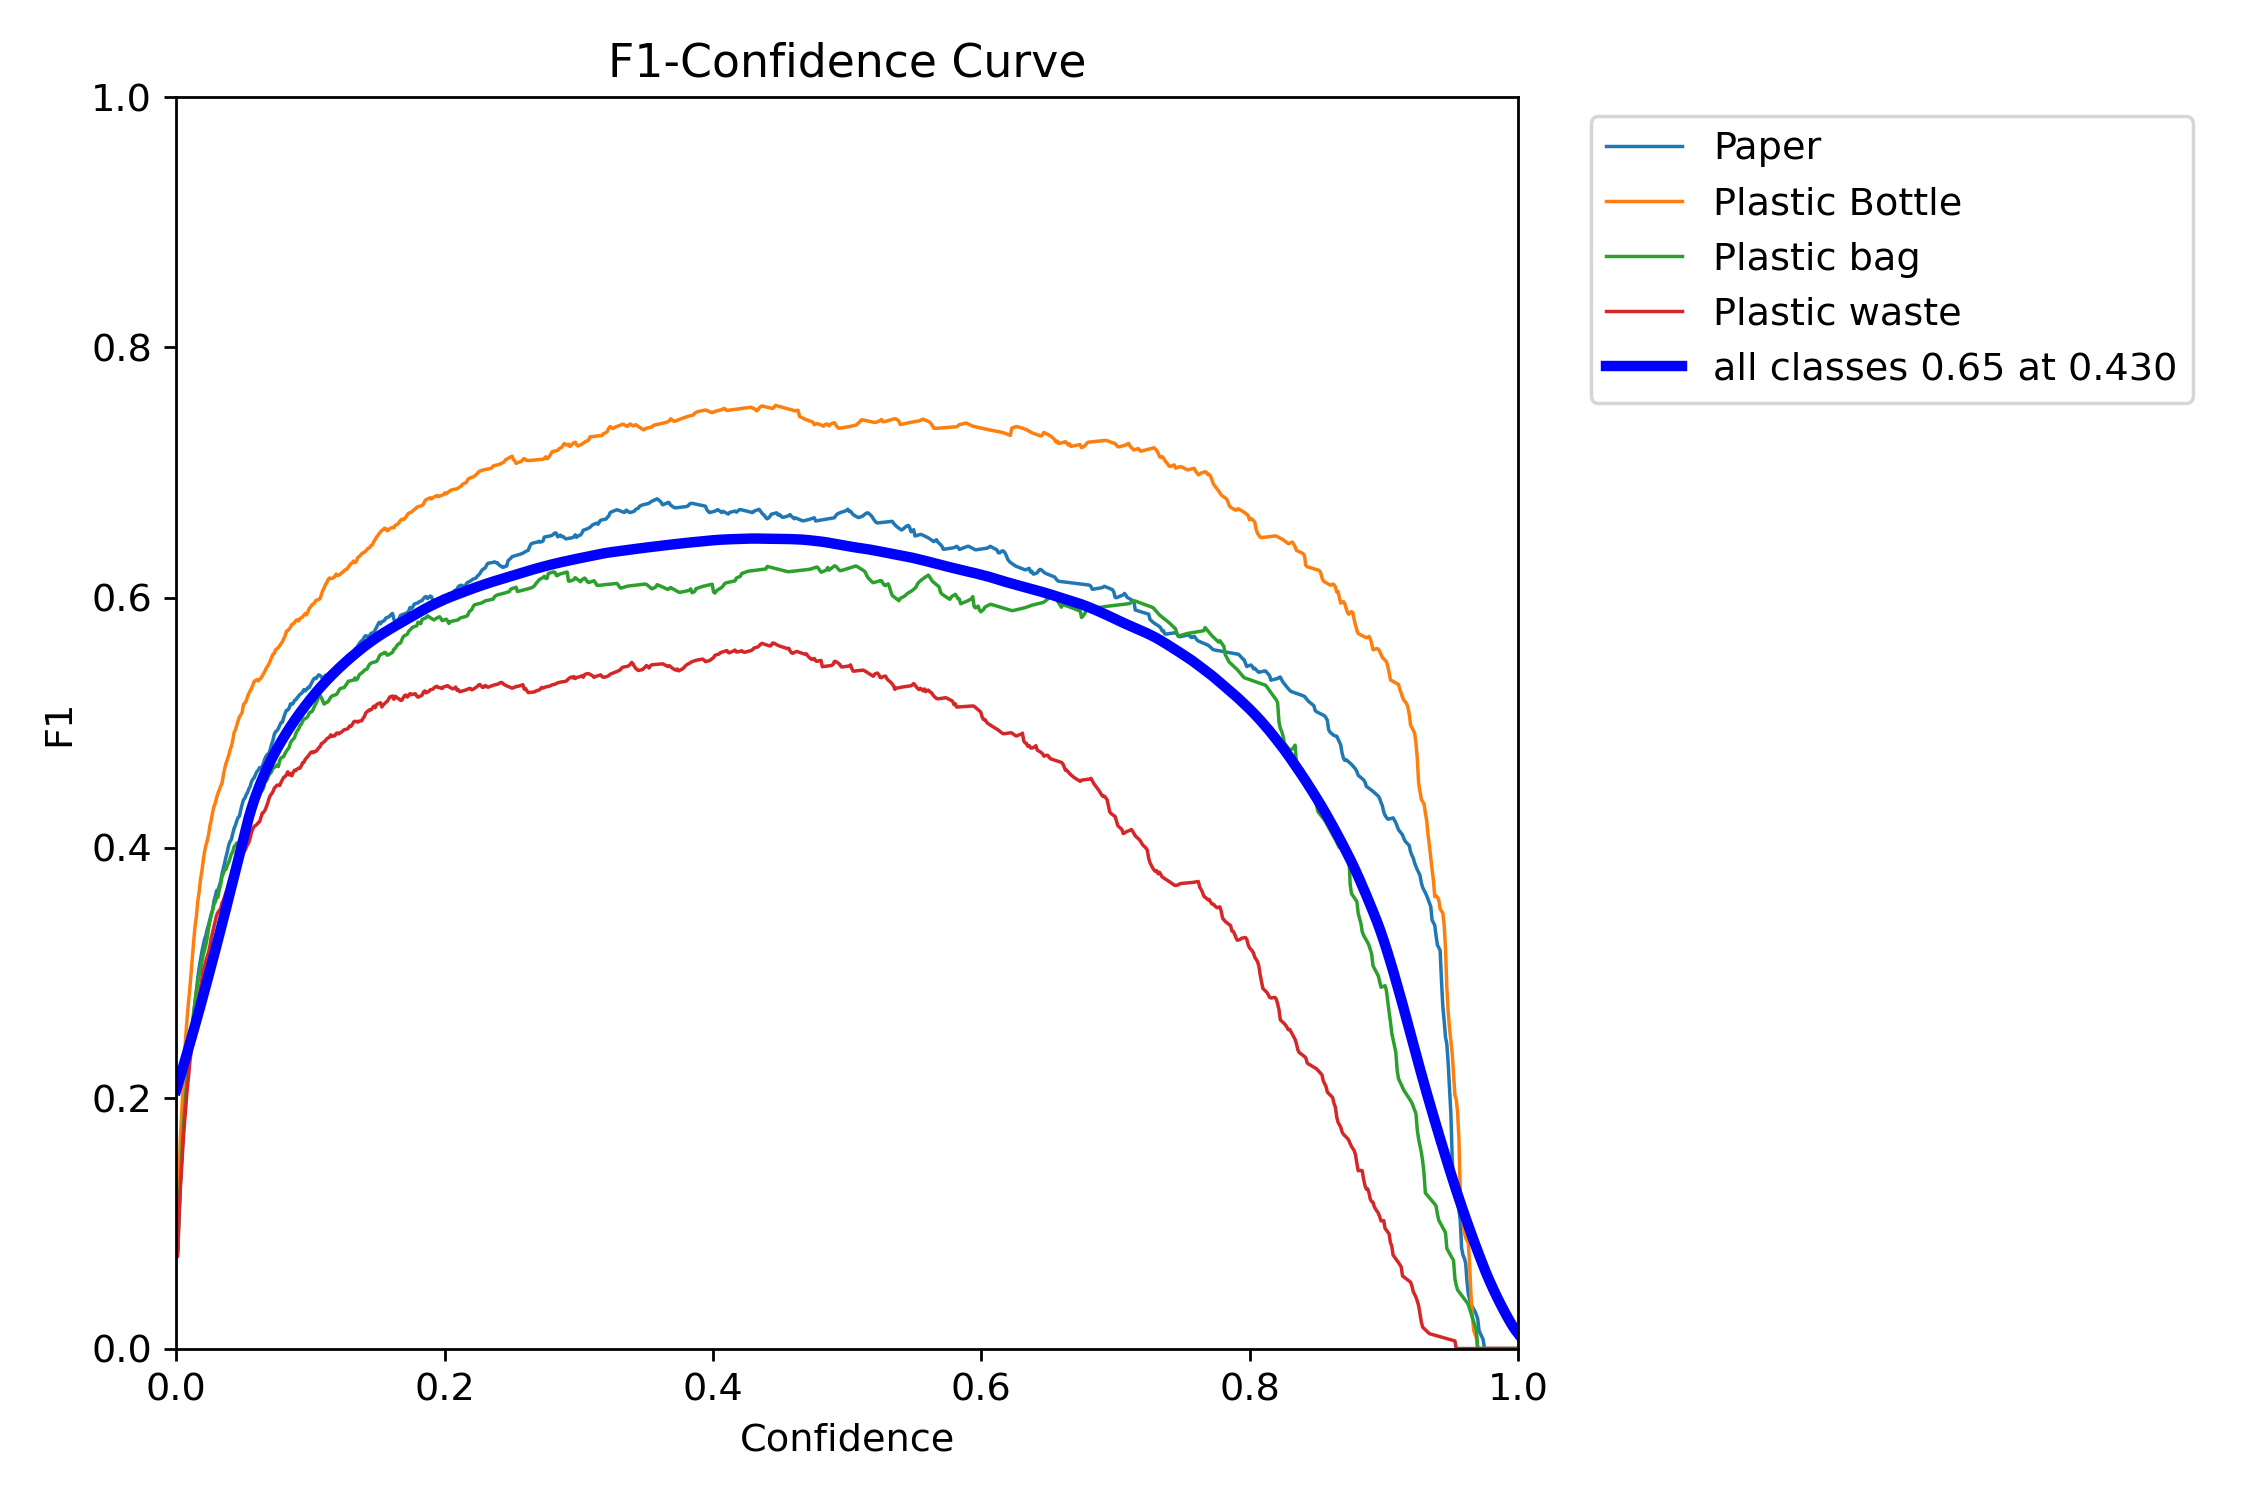 F1-Confidence Curve
1.0
0.8
0.6
0.4
0.2
0.0
F1
0.0 0.2 0.4 0.6 0.8 1.0
Confidence
Paper
Plastic Bottle
Plastic bag
Plastic waste
all classes 0.65 at 0.430